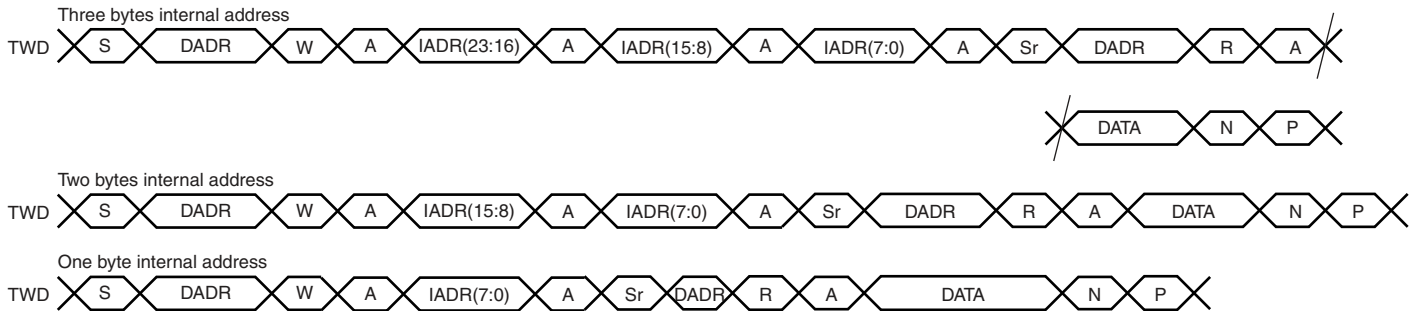 Three bytes internal address
TWD S DADR W A IADR(23:16) A IADR(15:8) A IADR(7:0) A Sr DADR R A
DATA N P
Two bytes internal address
TWD S DADR W A IADR(15:8) A IADR(7:0) A Sr DADR R A DATA N P
One byte internal address
TWD S DADR W A IADR(7:0) A Sr DADR R A DATA N P